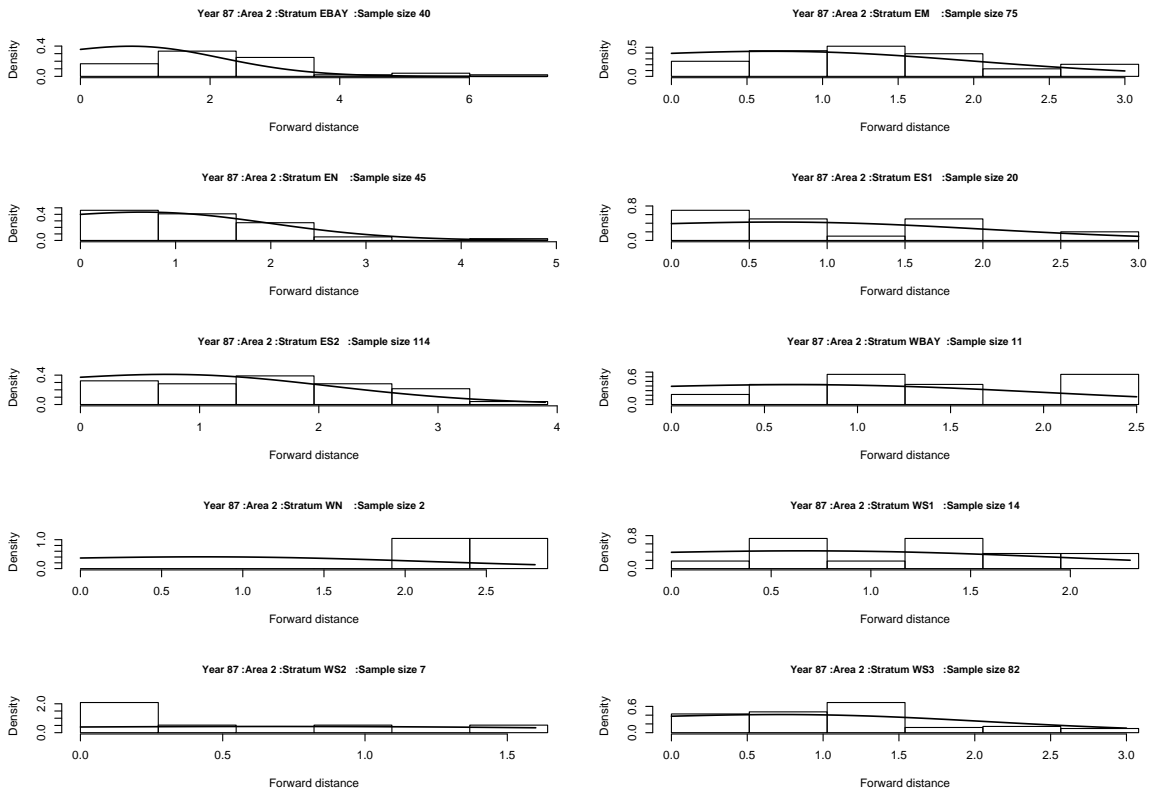 Year 87 :Area 2 :Stratum EBAY :Sample size 40
Density
0.0 0.4
0 2 4 6
Forward distance
Year 87 :Area 2 :Stratum EM :Sample size 75
Density
0.0 0.5
0.0 0.5 1.0 1.5 2.0 2.5 3.0
Forward distance
Year 87 :Area 2 :Stratum EN :Sample size 45
Density
0.0 0.4
0 1 2 3 4 5
Forward distance
Year 87 :Area 2 :Stratum ES1 :Sample size 20
Density
0.0 0.8
0.0 0.5 1.0 1.5 2.0 2.5 3.0
Forward distance
Year 87 :Area 2 :Stratum ES2 :Sample size 114
Density
0.0 0.4
0 1 2 3 4
Forward distance
Year 87 :Area 2 :Stratum WBAY :Sample size 11
Density
0.0 0.6
0.0 0.5 1.0 1.5 2.0 2.5
Forward distance
Year 87 :Area 2 :Stratum WN :Sample size 2
Density
0.0 1.0
0.0 0.5 1.0 1.5 2.0 2.5
Forward distance
Year 87 :Area 2 :Stratum WS1 :Sample size 14
Density
0.0 0.8
0.0 0.5 1.0 1.5 2.0
Forward distance
Year 87 :Area 2 :Stratum WS2 :Sample size 7
Density
0.0 2.0
0.0 0.5 1.0 1.5
Forward distance
Year 87 :Area 2 :Stratum WS3 :Sample size 82
Density
0.0 0.6
0.0 0.5 1.0 1.5 2.0 2.5 3.0
Forward distance